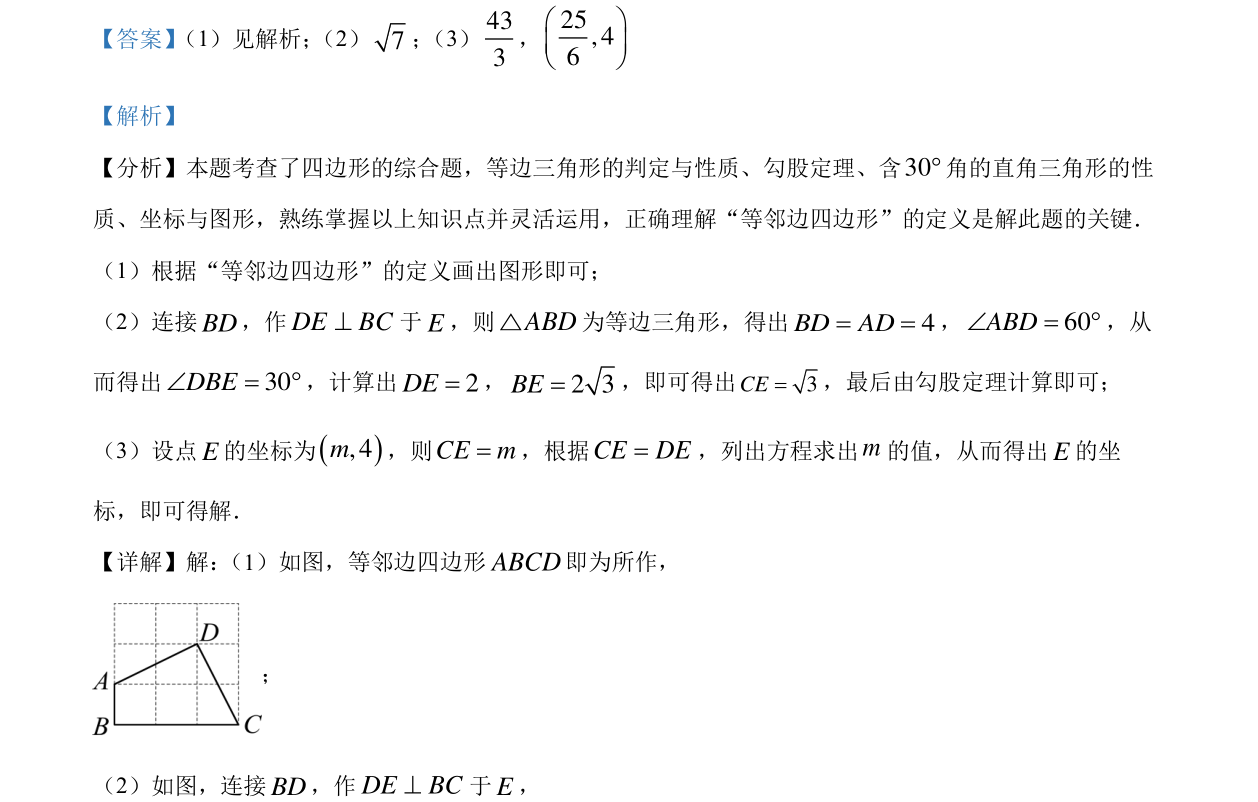 【答案】（1）见解析；（2）√7；（3）43/3，(25/6,4)
【解析】
【分析】本题考查了四边形的综合题，等边三角形的判定与性质、勾股定理、含30°角的直角三角形的性
质、坐标与图形，熟练掌握以上知识点并灵活运用，正确理解“等邻边四边形”的定义是解此题的关键．
（1）根据“等邻边四边形”的定义画出图形即可；
（2）连接BD，作DE⊥BC于E，则△ABD为等边三角形，得出BD=AD=4，∠ABD=60°，从
而得出∠DBE=30°，计算出DE=2，BE=2√3，即可得出CE=√3，最后由勾股定理计算即可；
（3）设点E的坐标为(m,4)，则CE=m，根据CE=DE，列出方程求出m的值，从而得出E的坐
标，即可得解．
【详解】解：（1）如图，等邻边四边形ABCD即为所作，
D
A
；
B C
（2）如图，连接BD，作DE⊥BC于E，